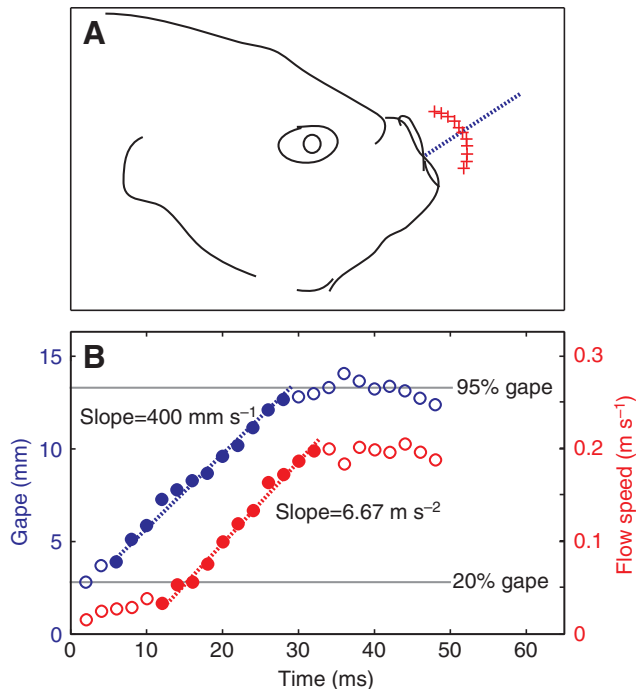 A
B
15
10
5
0
Gape (mm)
0.3
0.2
0.1
0
Flow speed (m s⁻¹)
95% gape
Slope=400 mm s⁻¹
Slope=6.67 m s⁻²
20% gape
0 10 20 30 40 50 60
Time (ms)